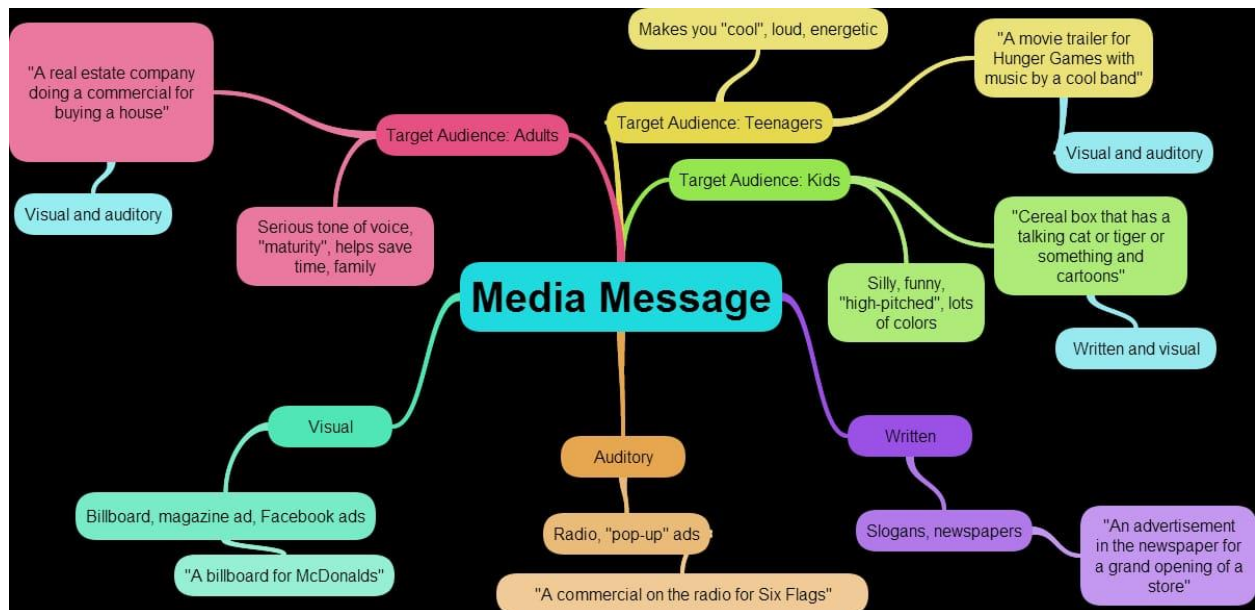 Makes you "cool", loud, energetic
"A movie trailer for
Hunger Games with
music by a cool band"
"A real estate company
doing a commercial for
buying a house"
Target Audience: Adults
Target Audience: Teenagers
Visual and auditory
Target Audience: Kids
Visual and auditory
Serious tone of voice,
"maturity", helps save
time, family
"Cereal box that has a
talking cat or tiger or
something and
cartoons"
Silly, funny,
"high-pitched", lots
of colors
Media Message
Written and visual
Visual
Auditory
Written
Billboard, magazine ad, Facebook ads
Radio, "pop-up" ads
Slogans, newspapers
"An advertisement
in the newspaper for
a grand opening of a
store"
"A billboard for McDonalds"
"A commercial on the radio for Six Flags"